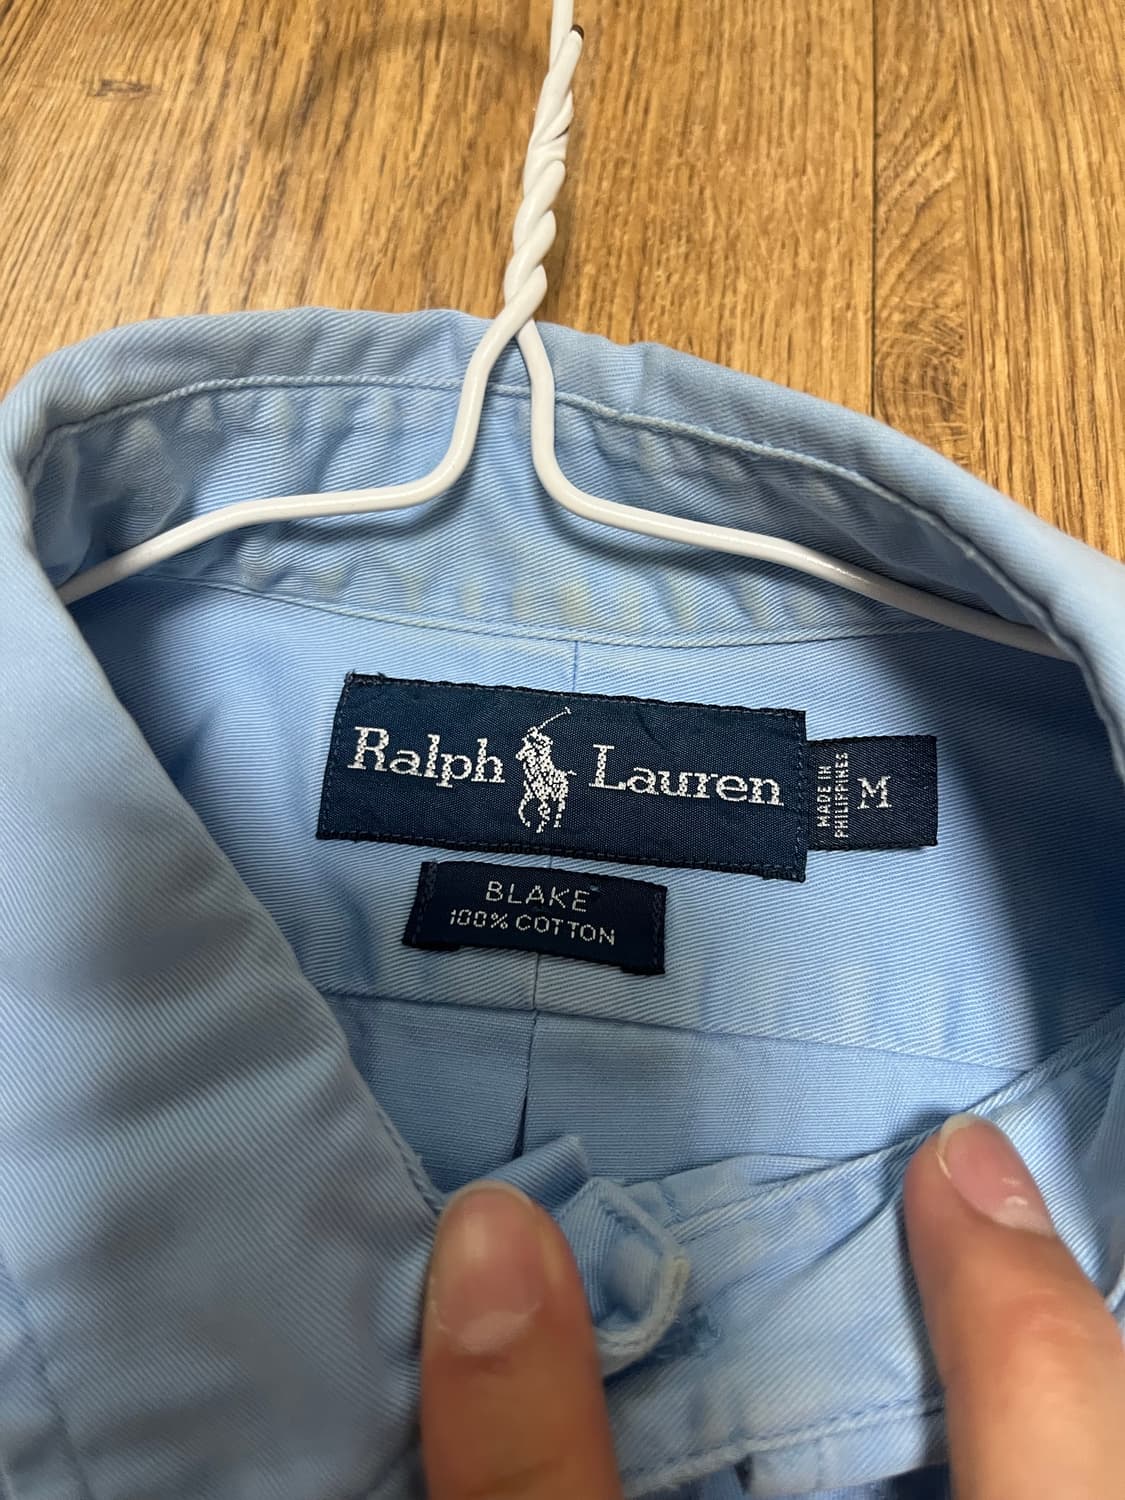 Ralph Lauren
MADE IN
PHILIPPINES
M
BLAKE
100% COTTON